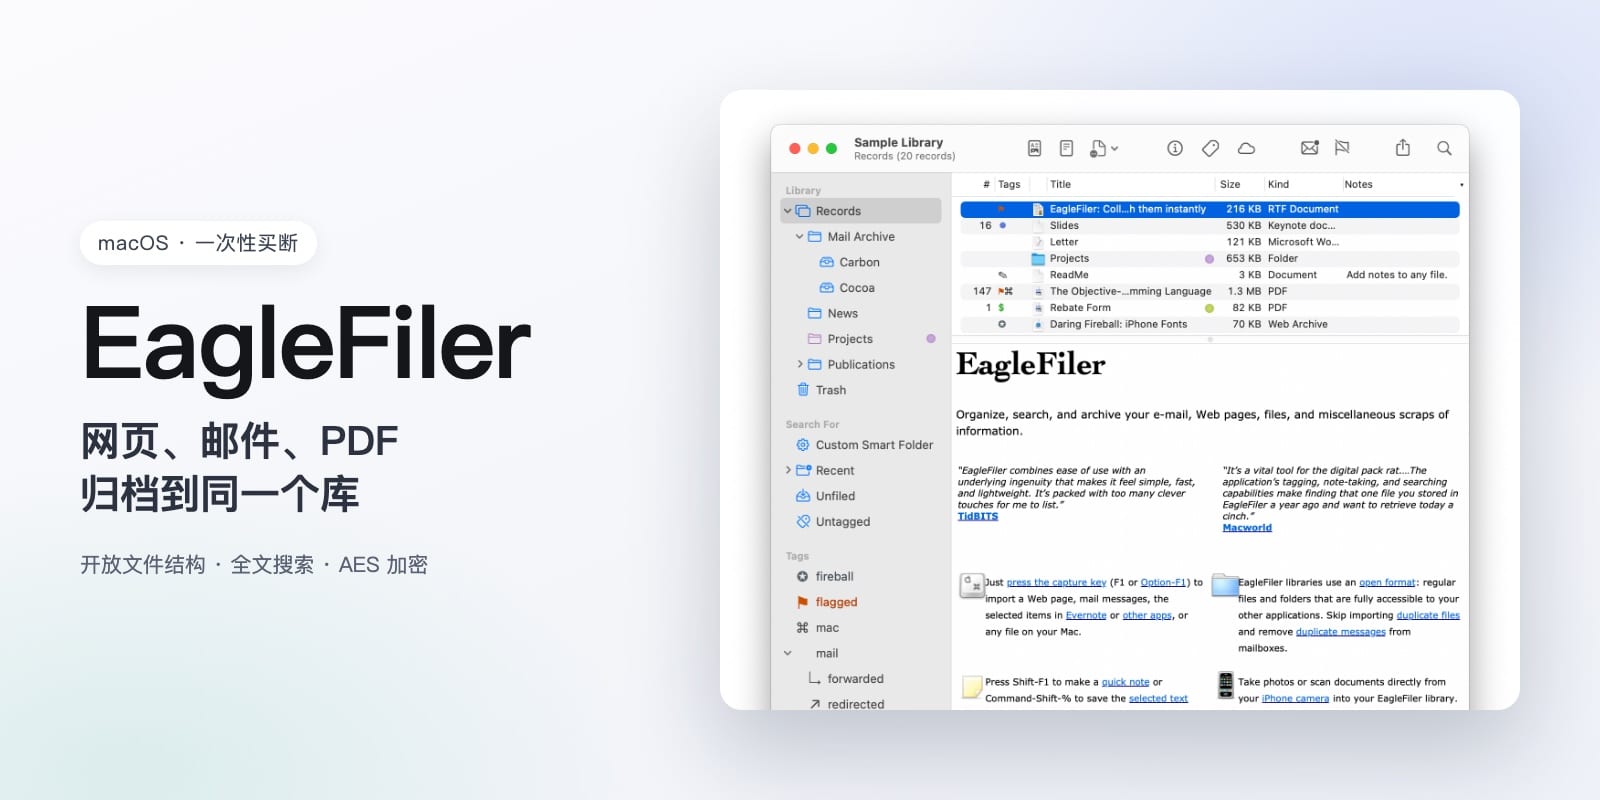 macOS · 一次性买断
EagleFiler
网页、邮件、PDF
归档到同一个库
开放文件结构 · 全文搜索 · AES 加密
Sample Library
Records (20 records)
Library
Records
Mail Archive
Carbon
Cocoa
News
Projects
Publications
Trash
Search For
Custom Smart Folder
Recent
Unfiled
Untagged
Tags
fireball
flagged
mac
mail
forwarded
redirected
# Tags Title Size Kind Notes
EagleFiler: Coll...h them instantly 216 KB RTF Document
16 Slides 530 KB Keynote doc...
Letter 121 KB Microsoft Wo...
Projects 653 KB Folder
ReadMe 3 KB Document Add notes to any file.
147 The Objective-...mming Language 1.3 MB PDF
1 $ Rebate Form 82 KB PDF
Daring Fireball: iPhone Fonts 70 KB Web Archive
EagleFiler
Organize, search, and archive your e-mail, Web pages, files, and miscellaneous scraps of
information.
"EagleFiler combines ease of use with an
underlying ingenuity that makes it feel simple, fast,
and lightweight. It's packed with too many clever
touches for me to list."
TidBITS
"It's a vital tool for the digital pack rat....The
application's tagging, note-taking, and searching
capabilities make finding that one file you stored in
EagleFiler a year ago and want to retrieve today a
cinch."
Macworld
Just press the capture key (F1 or Option-F1) to
import a Web page, mail messages, the
selected items in Evernote or other apps, or
any file on your Mac.
EagleFiler libraries use an open format: regular
files and folders that are fully accessible to your
other applications. Skip importing duplicate files
and remove duplicate messages from
mailboxes.
Press Shift-F1 to make a quick note or
Command-Shift-% to save the selected text
Take photos or scan documents directly from
your iPhone camera into your EagleFiler library.